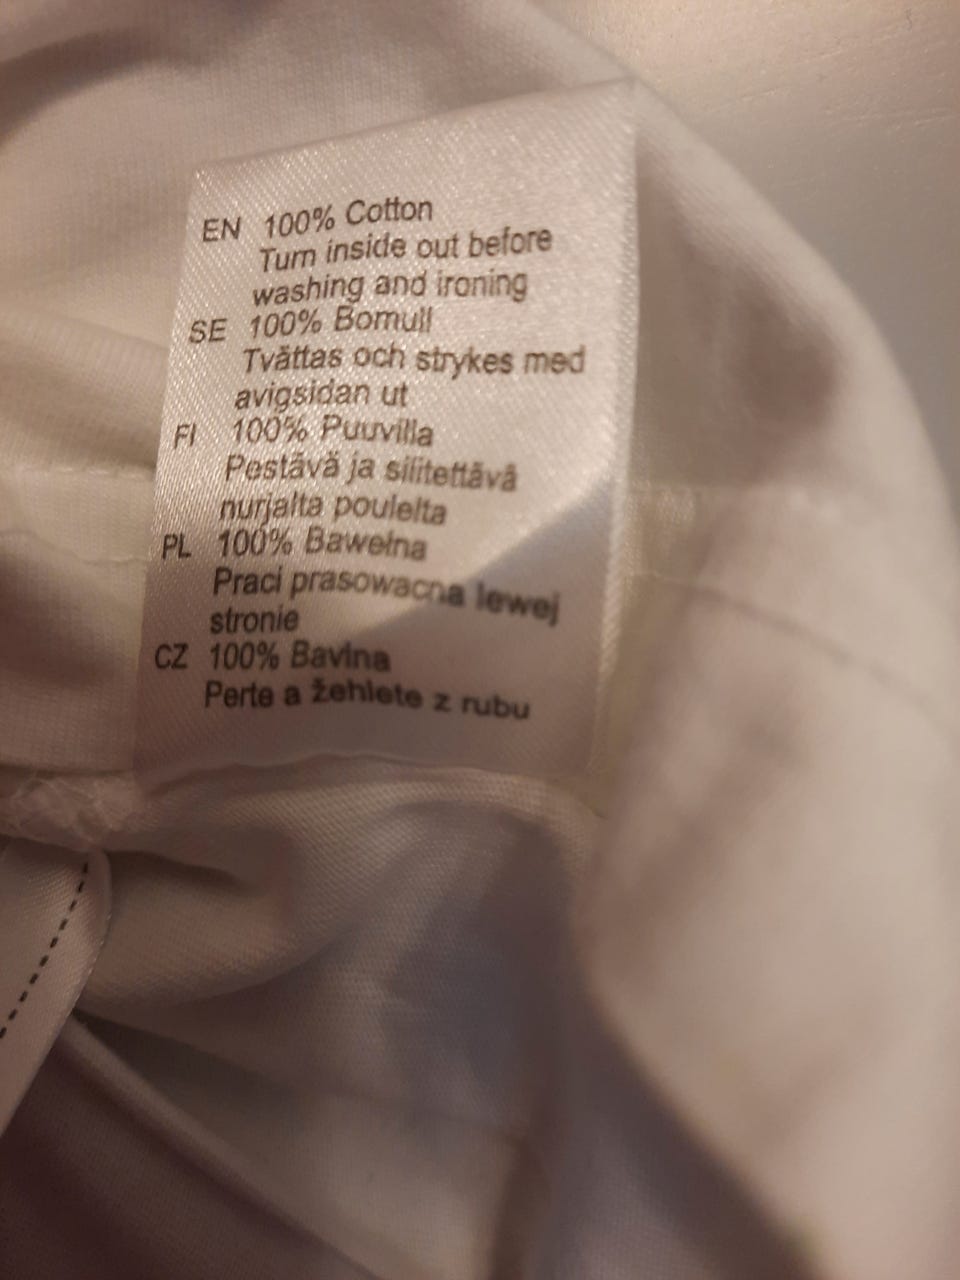 EN 100% Cotton
Turn inside out before
washing and ironing
SE 100% Bomull
Tvättas och strykes med
avigsidan ut
FI 100% Puuvilla
Pestävä ja silitettävä
nurjalta poulelta
PL 100% Bawełna
Praci prasowacna lewej
stronie
CZ 100% Bavlna
Perte a žehlete z rubu